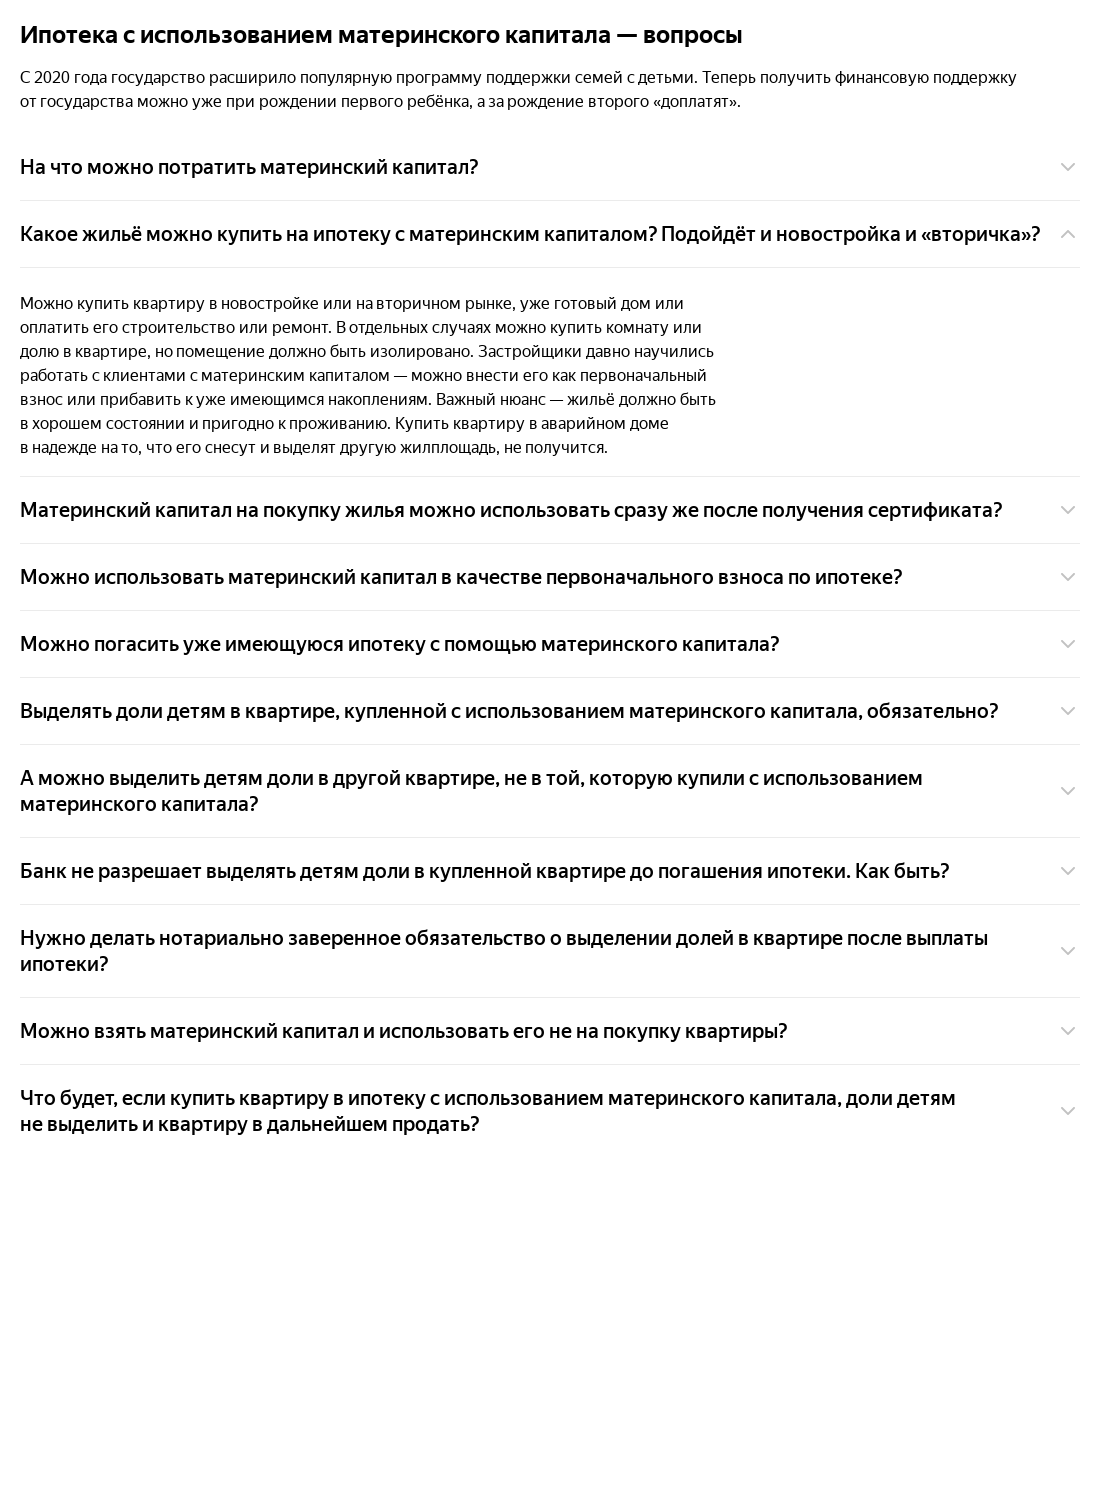 Ипотека с использованием материнского капитала — вопросы
С 2020 года государство расширило популярную программу поддержки семей с детьми. Теперь получить финансовую поддержку
от государства можно уже при рождении первого ребёнка, а за рождение второго «доплатят».
На что можно потратить материнский капитал?
Какое жильё можно купить на ипотеку с материнским капиталом? Подойдёт и новостройка и «вторичка»?
Можно купить квартиру в новостройке или на вторичном рынке, уже готовый дом или
оплатить его строительство или ремонт. В отдельных случаях можно купить комнату или
долю в квартире, но помещение должно быть изолировано. Застройщики давно научились
работать с клиентами с материнским капиталом — можно внести его как первоначальный
взнос или прибавить к уже имеющимся накоплениям. Важный нюанс — жильё должно быть
в хорошем состоянии и пригодно к проживанию. Купить квартиру в аварийном доме
в надежде на то, что его снесут и выделят другую жилплощадь, не получится.
Материнский капитал на покупку жилья можно использовать сразу же после получения сертификата?
Можно использовать материнский капитал в качестве первоначального взноса по ипотеке?
Можно погасить уже имеющуюся ипотеку с помощью материнского капитала?
Выделять доли детям в квартире, купленной с использованием материнского капитала, обязательно?
А можно выделить детям доли в другой квартире, не в той, которую купили с использованием
материнского капитала?
Банк не разрешает выделять детям доли в купленной квартире до погашения ипотеки. Как быть?
Нужно делать нотариально заверенное обязательство о выделении долей в квартире после выплаты
ипотеки?
Можно взять материнский капитал и использовать его не на покупку квартиры?
Что будет, если купить квартиру в ипотеку с использованием материнского капитала, доли детям
не выделить и квартиру в дальнейшем продать?